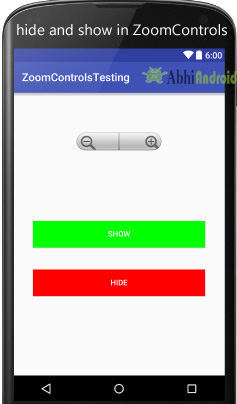 hide and show in ZoomControls
6:00
ZoomControlsTesting
AbhiAndroid
SHOW
HIDE